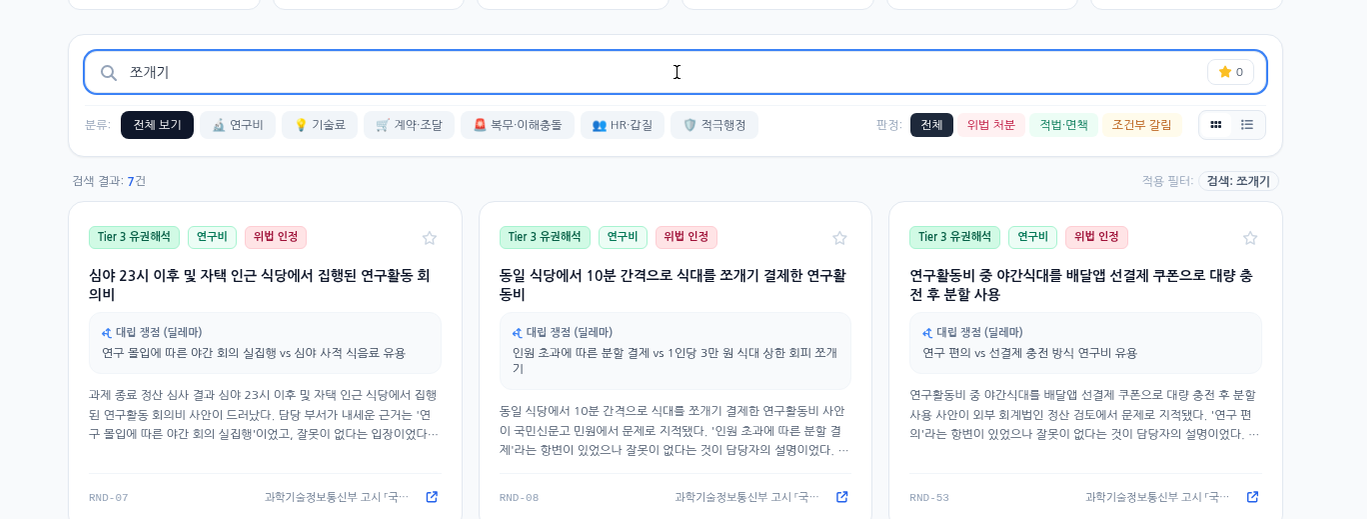 쪼개기
0
분류: 전체 보기 연구비 기술료 계약·조달 복무·이해충돌 HR·갑질 적극행정 판정: 전체 위법 처분 적법·면책 조건부 갈림
검색 결과: 7건 적용 필터: 검색: 쪼개기
Tier 3 유권해석 연구비 위법 인정
심야 23시 이후 및 자택 인근 식당에서 집행된 연구활동 회
의비
대립 쟁점 (딜레마)
연구 몰입에 따른 야간 회의 실집행 vs 심야 사적 식음료 유용
과제 종료 정산 심사 결과 심야 23시 이후 및 자택 인근 식당에서 집행
된 연구활동 회의비 사안이 드러났다. 담당 부서가 내세운 근거는 '연
구 몰입에 따른 야간 회의 실집행'이었고, 잘못이 없다는 입장이었다…
RND-07 과학기술정보통신부 고시 「국…
Tier 3 유권해석 연구비 위법 인정
동일 식당에서 10분 간격으로 식대를 쪼개기 결제한 연구활
동비
대립 쟁점 (딜레마)
인원 초과에 따른 분할 결제 vs 1인당 3만 원 식대 상한 회피 쪼개
기
동일 식당에서 10분 간격으로 식대를 쪼개기 결제한 연구활동비 사안
이 국민신문고 민원에서 문제로 지적됐다. '인원 초과에 따른 분할 결
제'라는 항변이 있었으나 잘못이 없다는 것이 담당자의 설명이었다. …
RND-08 과학기술정보통신부 고시 「국…
Tier 3 유권해석 연구비 위법 인정
연구활동비 중 야간식대를 배달앱 선결제 쿠폰으로 대량 충
전 후 분할 사용
대립 쟁점 (딜레마)
연구 편의 vs 선결제 충전 방식 연구비 유용
연구활동비 중 야간식대를 배달앱 선결제 쿠폰으로 대량 충전 후 분할
사용 사안이 외부 회계법인 정산 검토에서 문제로 지적됐다. '연구 편
의'라는 항변이 있었으나 잘못이 없다는 것이 담당자의 설명이었다. …
RND-53 과학기술정보통신부 고시 「국…